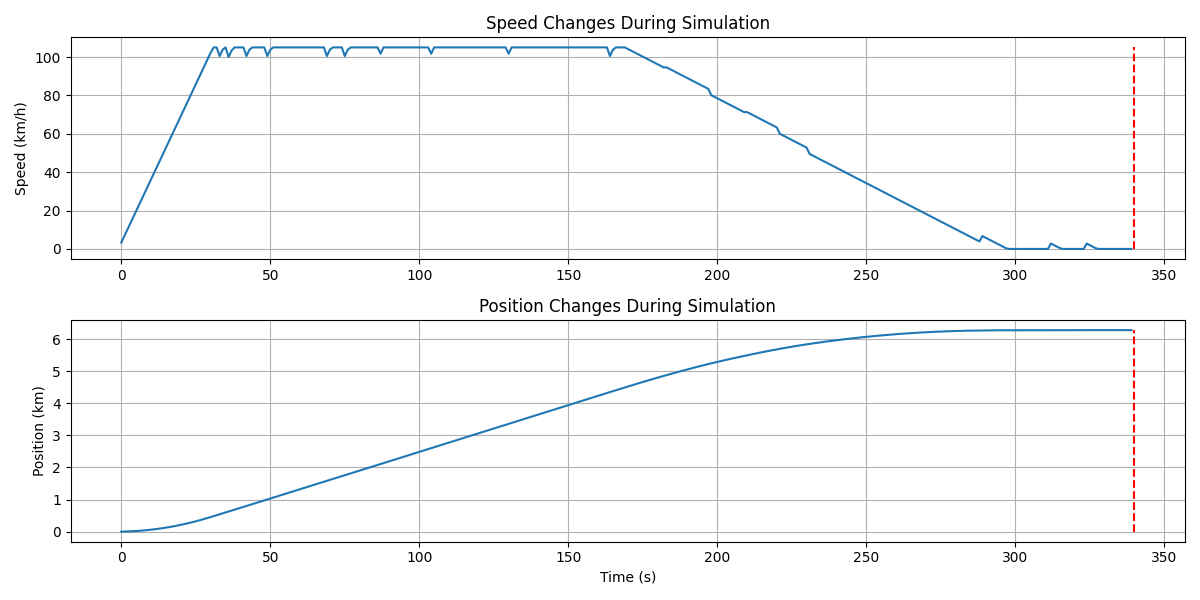 Speed Changes During Simulation
Speed (km/h)
100
80
60
40
20
0
0 50 100 150 200 250 300 350
Position Changes During Simulation
Position (km)
6
5
4
3
2
1
0
0 50 100 150 200 250 300 350
Time (s)